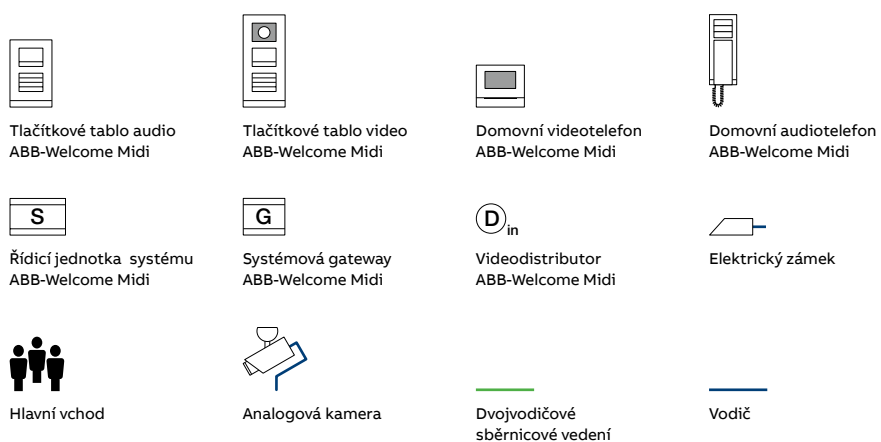 Tlačítkové tablo audio
ABB-Welcome Midi
Tlačítkové tablo video
ABB-Welcome Midi
Domovní videotelefon
ABB-Welcome Midi
Domovní audiotelefon
ABB-Welcome Midi
S
Řídicí jednotka systému
ABB-Welcome Midi
G
Systémová gateway
ABB-Welcome Midi
D in
Videodistributor
ABB-Welcome Midi
Elektrický zámek
Hlavní vchod
Analogová kamera
Dvojvodičové
sběrnicové vedení
Vodič